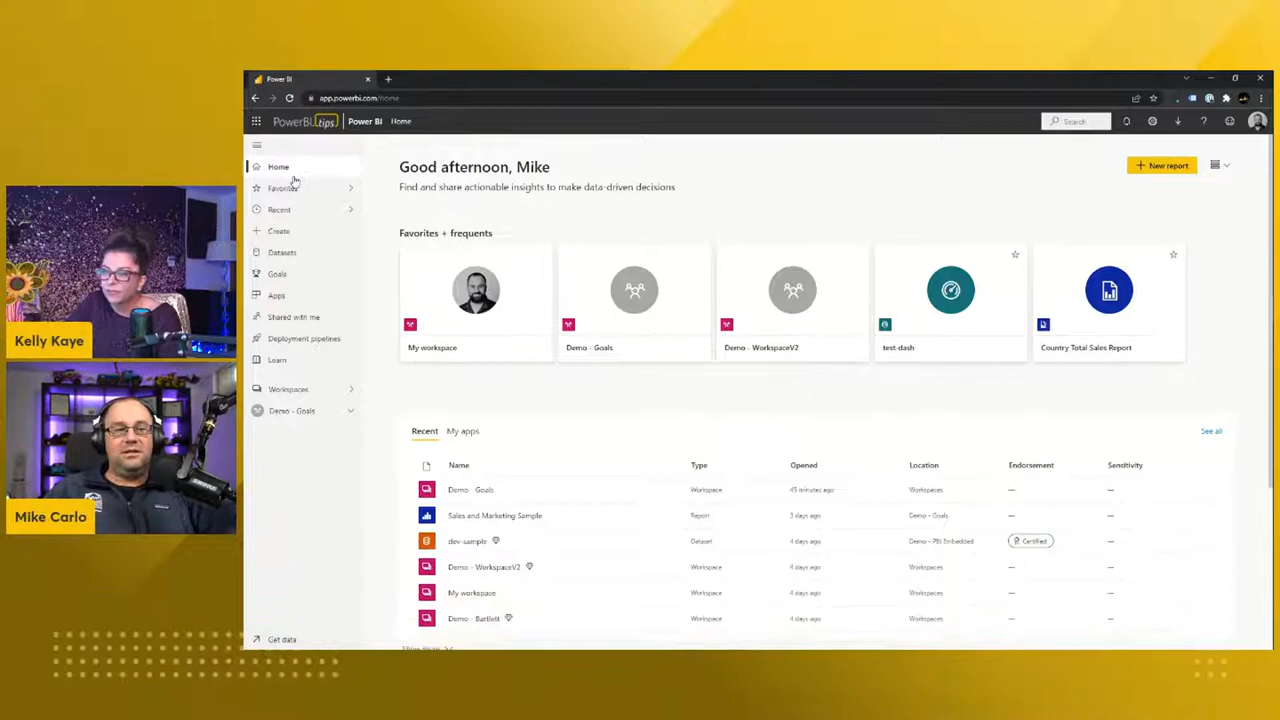 Power BI
app.powerbi.com/home
PowerBI.tips Power BI Home
Search
Home
Favorites
Recent
Create
Datasets
Goals
Apps
Shared with me
Deployment pipelines
Learn
Workspaces
Demo - Goals
Get data
Good afternoon, Mike
Find and share actionable insights to make data-driven decisions
New report
Favorites + frequents
My workspace
Demo - Goals
Demo - WorkspaceV2
test-dash
Country Total Sales Report
Recent My apps
See all
Name Type Opened Location Endorsement Sensitivity
Demo - Goals Workspace 45 minutes ago Workspaces — —
Sales and Marketing Sample Report 3 days ago Demo - Goals — —
dev-sample Dataset 4 days ago Demo - PBI Embedded Certified —
Demo - WorkspaceV2 Workspace 4 days ago Workspaces — —
My workspace Workspace 4 days ago Workspaces — —
Demo - Bartlett Workspace 4 days ago Workspaces — —
Kelly Kaye
Mike Carlo
SHURE